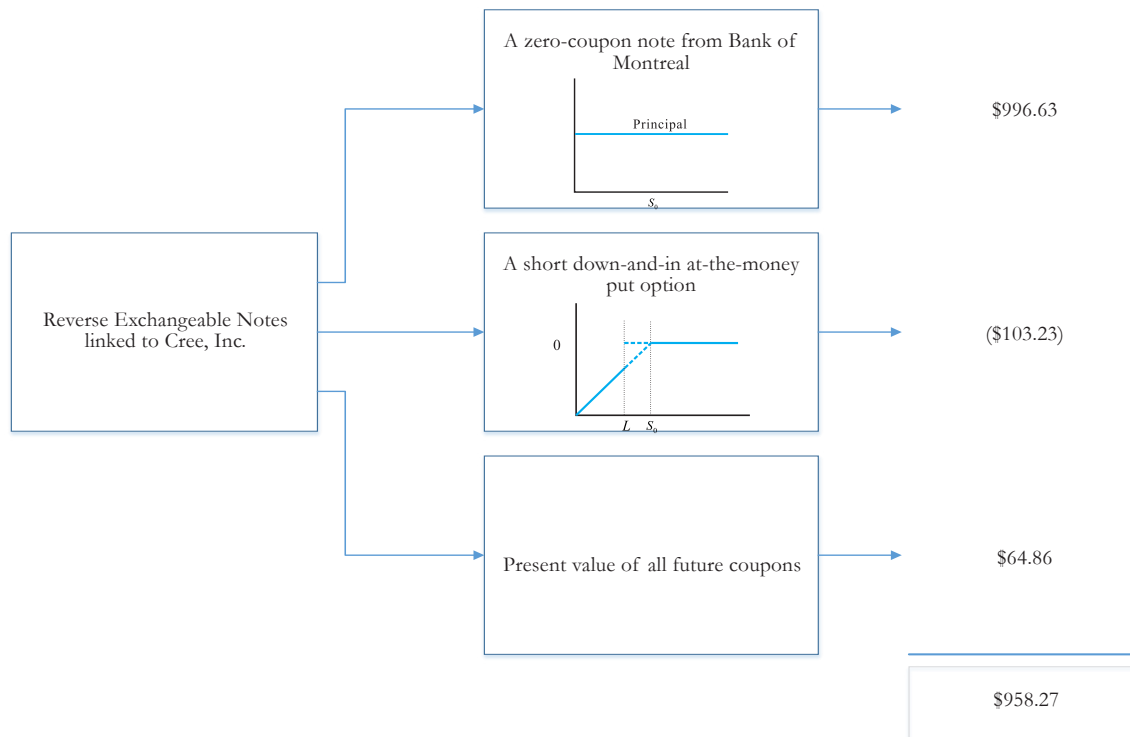 A zero-coupon note from Bank of
Montreal
Principal
S₀
$996.63
Reverse Exchangeable Notes
linked to Cree, Inc.
A short down-and-in at-the-money
put option
0
L S₀
($103.23)
Present value of all future coupons
$64.86
$958.27